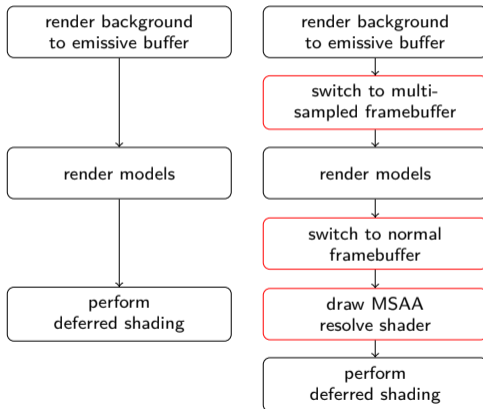 render background
to emissive buffer
render models
perform
deferred shading
render background
to emissive buffer
switch to multi-
sampled framebuffer
render models
switch to normal
framebuffer
draw MSAA
resolve shader
perform
deferred shading